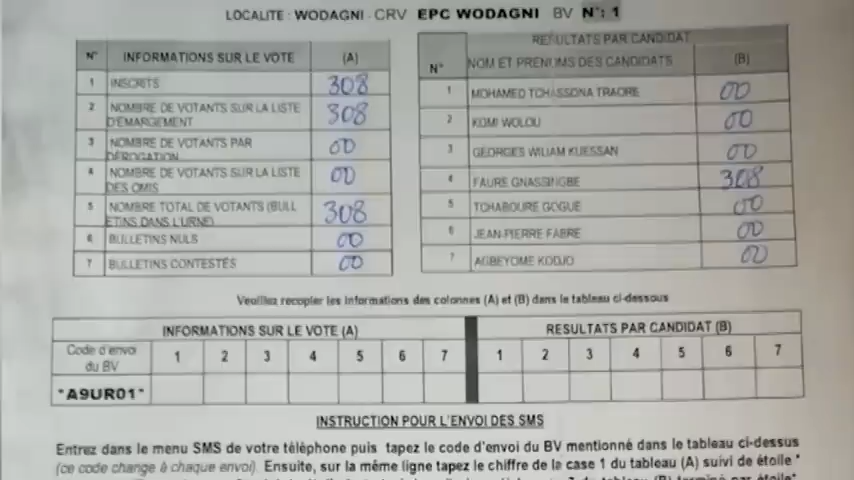 LOCALITE : WODAGNI - CRV EPC WODAGNI BV N°: 1
N° INFORMATIONS SUR LE VOTE (A)
1 INSCRITS 308
2 NOMBRE DE VOTANTS SUR LA LISTE D'EMARGEMENT 308
3 NOMBRE DE VOTANTS PAR DÉROGATION 00
4 NOMBRE DE VOTANTS SUR LA LISTE DES OMIS 00
5 NOMBRE TOTAL DE VOTANTS (BULLETINS DANS L'URNE) 308
6 BULLETINS NULS 00
7 BULLETINS CONTESTÉS 00
RESULTATS PAR CANDIDAT
N° NOM ET PRENOMS DES CANDIDATS (B)
1 MOHAMED TCHASSONA TRAORE 00
2 KOMI WOLOU 00
3 GEORGES WILIAM KUESSAN 00
4 FAURE GNASSINGBE 308
5 TCHABOURE GOGUE 00
6 JEAN-PIERRE FABRE 00
7 AGBEYOME KODJO 00
Veuillez recopier les informations des colonnes (A) et (B) dans le tableau ci-dessous
INFORMATIONS SUR LE VOTE (A) RESULTATS PAR CANDIDAT (B)
Code d'envoi du BV 1 2 3 4 5 6 7 1 2 3 4 5 6 7
*A9UR01*
INSTRUCTION POUR L'ENVOI DES SMS
Entrez dans le menu SMS de votre téléphone puis tapez le code d'envoi du BV mentionné dans le tableau ci-dessus
(ce code change à chaque envoi). Ensuite, sur la même ligne tapez le chiffre de la case 1 du tableau (A) suivi de étoile *